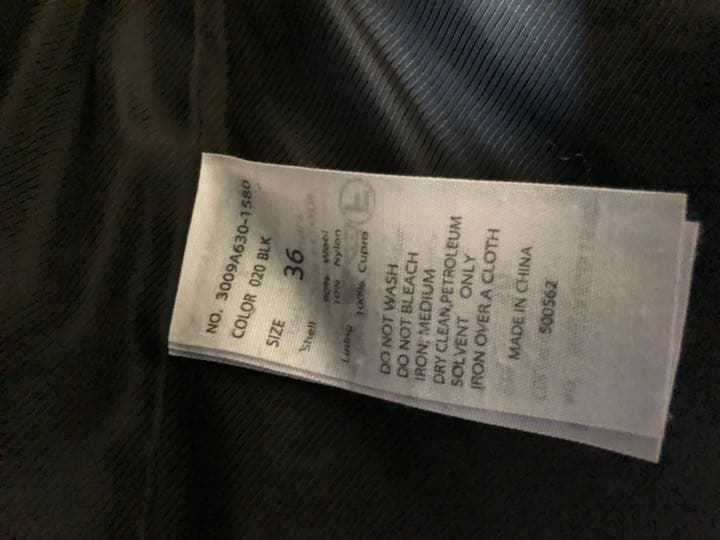 NO. 3009A630-1580
COLOR 020 BLK
SIZE 36
Shell 90% Wool
10% Nylon
Lining 100% Cupro
DO NOT WASH
DO NOT BLEACH
IRON, MEDIUM
DRY CLEAN,PETROLEUM
SOLVENT ONLY
IRON OVER A CLOTH
MADE IN CHINA
500562